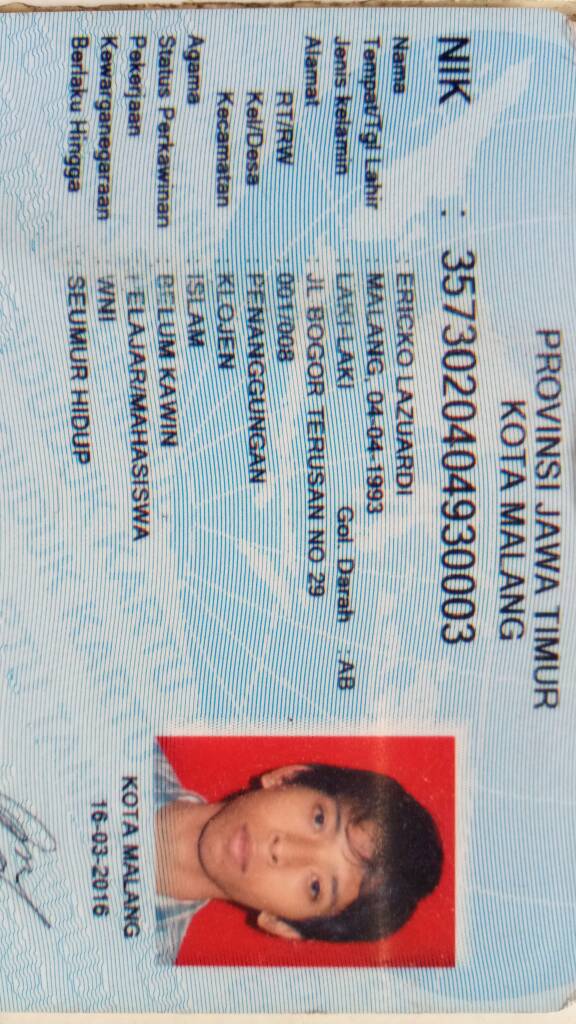 PROVINSI JAWA TIMUR
KOTA MALANG
NIK : 3573020404930003
Nama : ERICKO LAZUARDI
Tempat/Tgl Lahir : MALANG, 04-04-1993
Jenis kelamin : LAKI-LAKI Gol. Darah : AB
Alamat : JL BOGOR TERUSAN NO 29
RT/RW : 001/008
Kel/Desa : PENANGGUNGAN
Kecamatan : KLOJEN
Agama : ISLAM
Status Perkawinan : BELUM KAWIN
Pekerjaan : PELAJAR/MAHASISWA
Kewarganegaraan : WNI
Berlaku Hingga : SEUMUR HIDUP
KOTA MALANG
16-03-2016